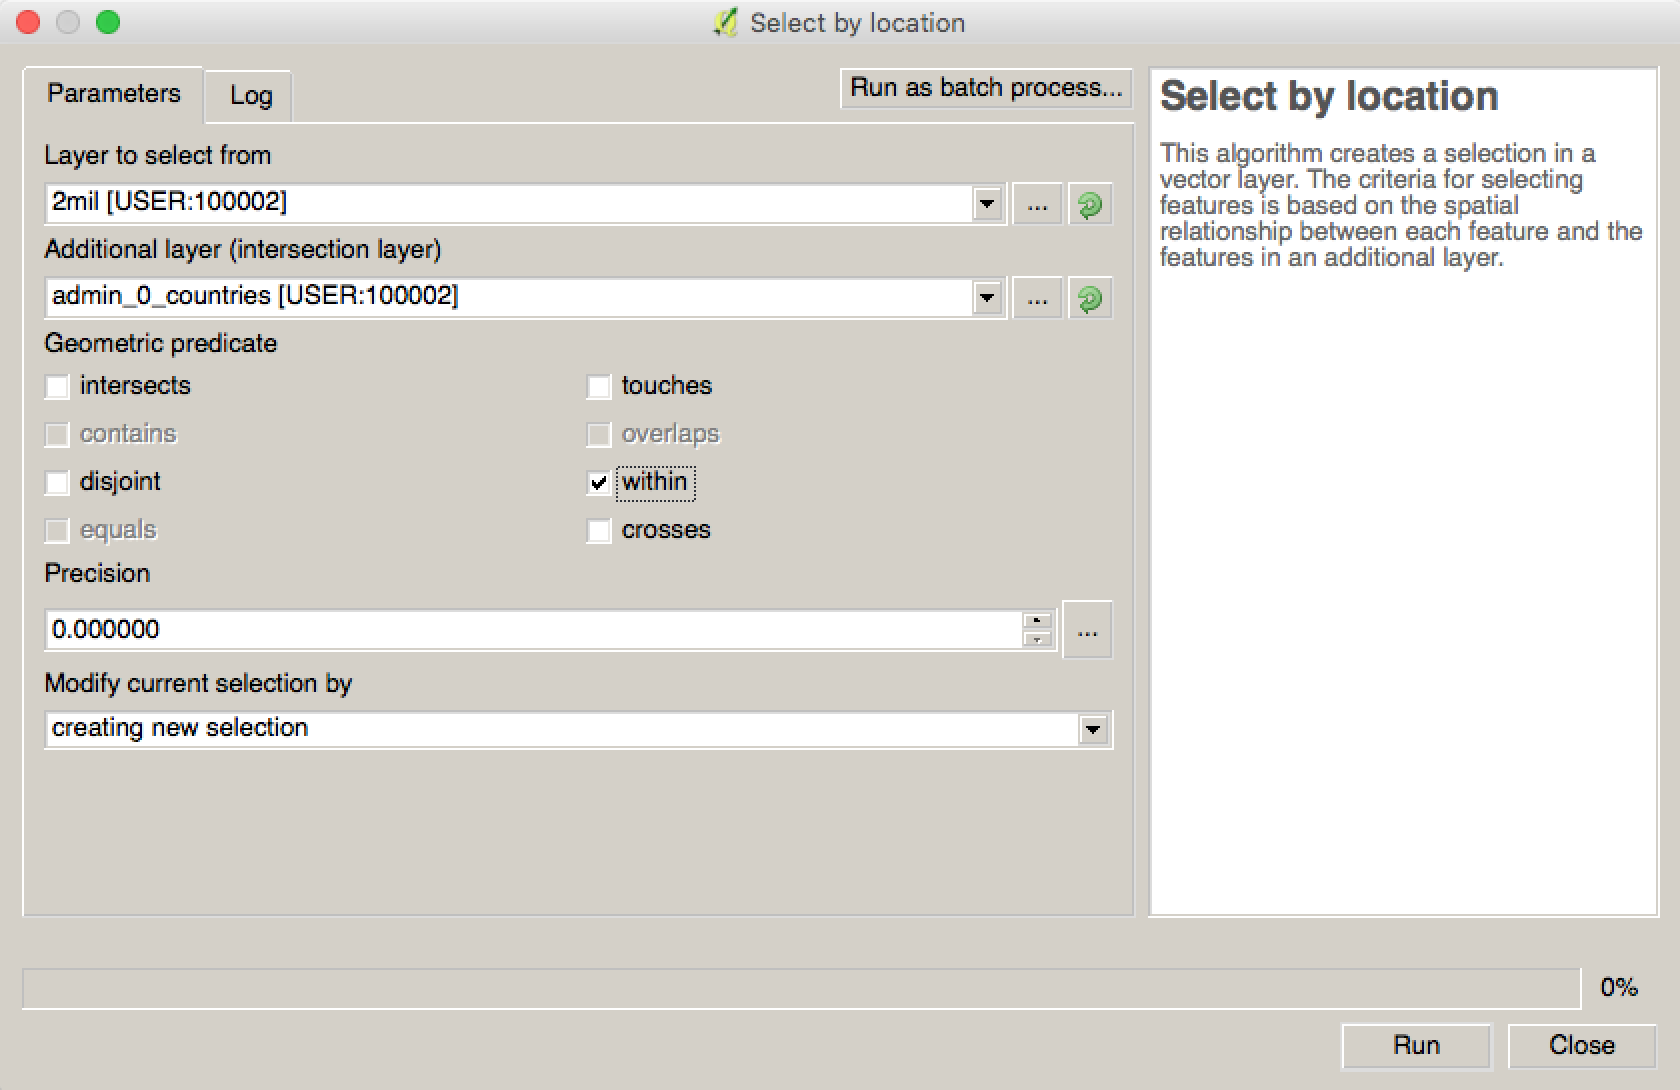 Select by location
Parameters
Log
Run as batch process...
Layer to select from
2mil [USER:100002]
...
Additional layer (intersection layer)
admin_0_countries [USER:100002]
...
Geometric predicate
intersects
touches
contains
overlaps
disjoint
within
equals
crosses
Precision
0.000000
...
Modify current selection by
creating new selection
Select by location
This algorithm creates a selection in a
vector layer. The criteria for selecting
features is based on the spatial
relationship between each feature and the
features in an additional layer.
0%
Run
Close